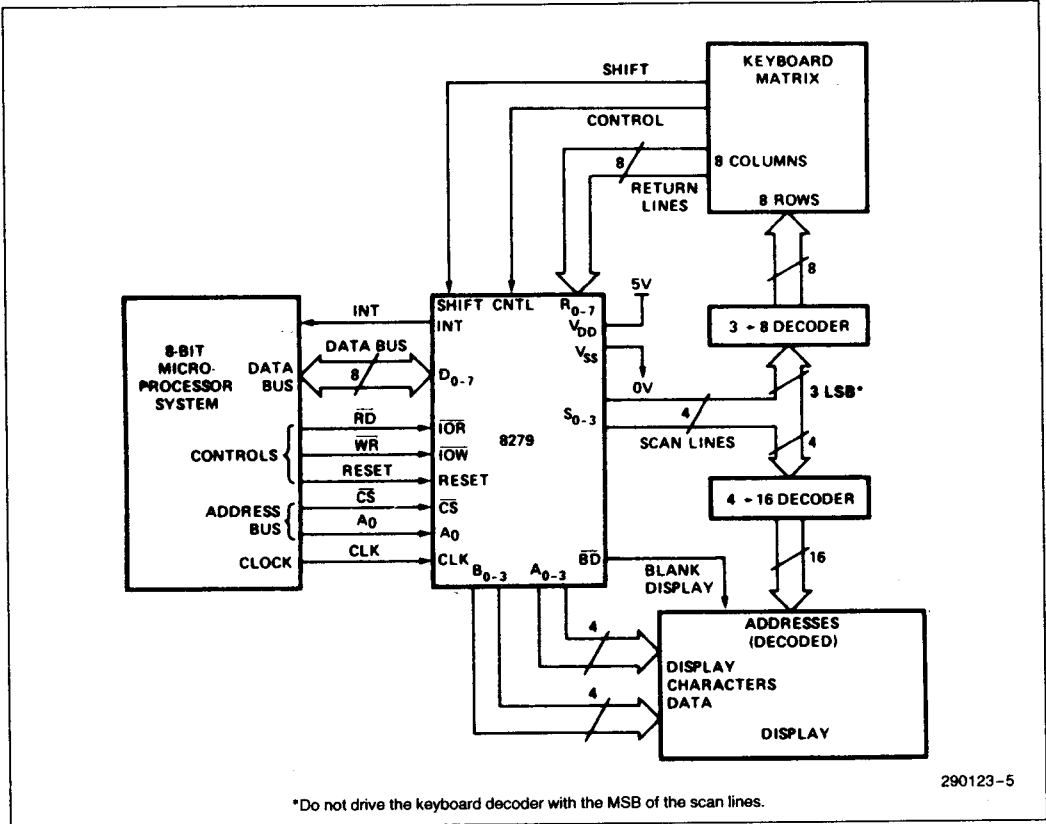 KEYBOARD
MATRIX
SHIFT
CONTROL
8
8 COLUMNS
RETURN
LINES
8 ROWS
8
3 → 8 DECODER
3 LSB*
4
SCAN LINES
4
4 → 16 DECODER
16
8-BIT
MICRO-
PROCESSOR
SYSTEM
DATA
BUS
INT
DATA BUS
8
CONTROLS
RD
WR
RESET
ADDRESS
BUS
CS
A0
CLOCK
CLK
SHIFT CNTL R0-7
INT
VDD
5V
VSS
0V
D0-7
S0-3
IOR
8279
IOW
RESET
CS
A0
CLK
BD
B0-3 A0-3
BLANK
DISPLAY
4
4
ADDRESSES
(DECODED)
DISPLAY
CHARACTERS
DATA
DISPLAY
290123-5
*Do not drive the keyboard decoder with the MSB of the scan lines.